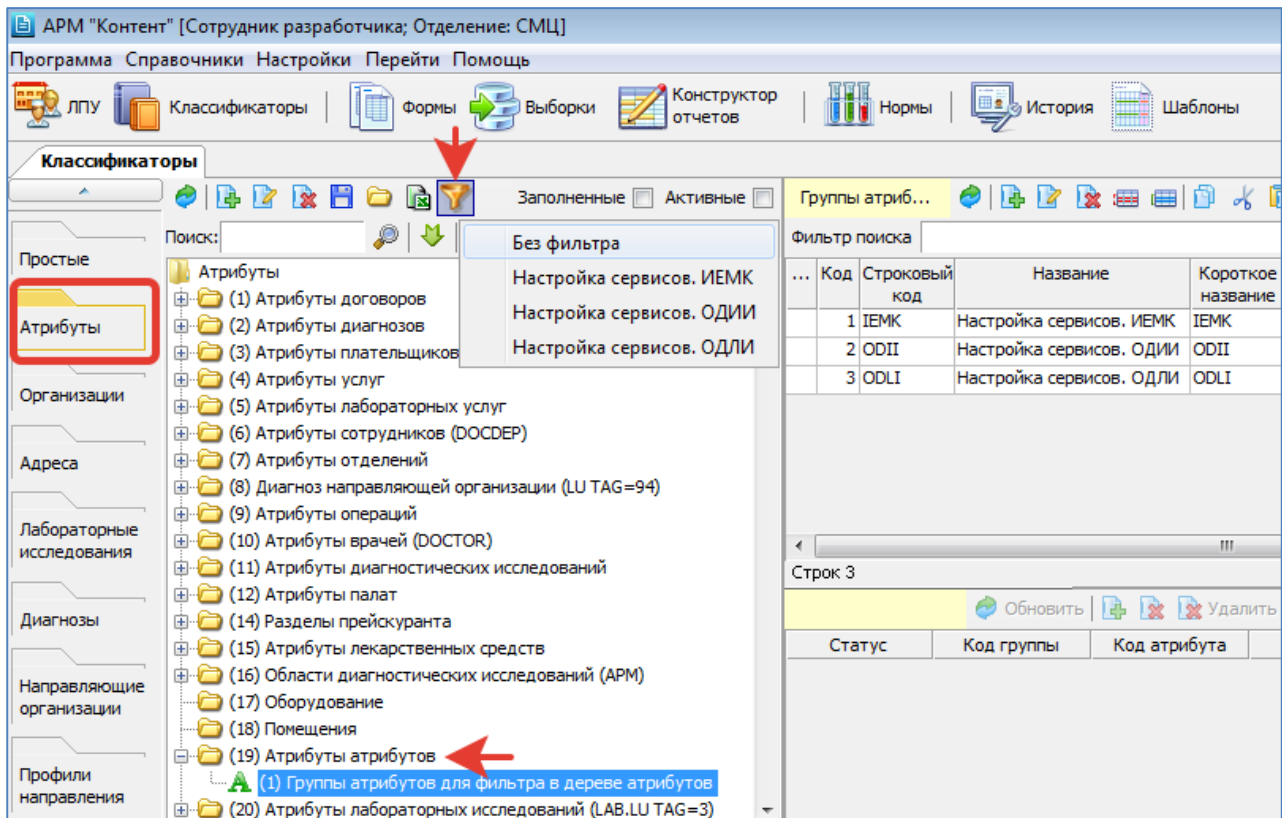 АРМ "Контент" [Сотрудник разработчика; Отделение: СМЦ]
Программа Справочники Настройки Перейти Помощь
ЛПУ Классификаторы Формы Выборки Конструктор отчетов Нормы История Шаблоны
Классификаторы
Заполненные Активные
Поиск:
Без фильтра
Настройка сервисов. ИЕМК
Настройка сервисов. ОДИИ
Настройка сервисов. ОДЛИ
Простые
Атрибуты
Организации
Адреса
Лабораторные
исследования
Диагнозы
Направляющие
организации
Профили
направления
Атрибуты
(1) Атрибуты договоров
(2) Атрибуты диагнозов
(3) Атрибуты плательщиков
(4) Атрибуты услуг
(5) Атрибуты лабораторных услуг
(6) Атрибуты сотрудников (DOCDEP)
(7) Атрибуты отделений
(8) Диагноз направляющей организации (LU TAG=94)
(9) Атрибуты операций
(10) Атрибуты врачей (DOCTOR)
(11) Атрибуты диагностических исследований
(12) Атрибуты палат
(14) Разделы прейскуранта
(15) Атрибуты лекарственных средств
(16) Области диагностических исследований (АРМ)
(17) Оборудование
(18) Помещения
(19) Атрибуты атрибутов
А (1) Группы атрибутов для фильтра в дереве атрибутов
(20) Атрибуты лабораторных исследований (LAB.LU TAG=3)
Группы атриб...
Фильтр поиска
... Код Строковый код Название Короткое название
1 IEMK Настройка сервисов. ИЕМК IEMK
2 ODII Настройка сервисов. ОДИИ ODII
3 ODLI Настройка сервисов. ОДЛИ ODLI
Строк 3
Обновить Удалить
Статус Код группы Код атрибута